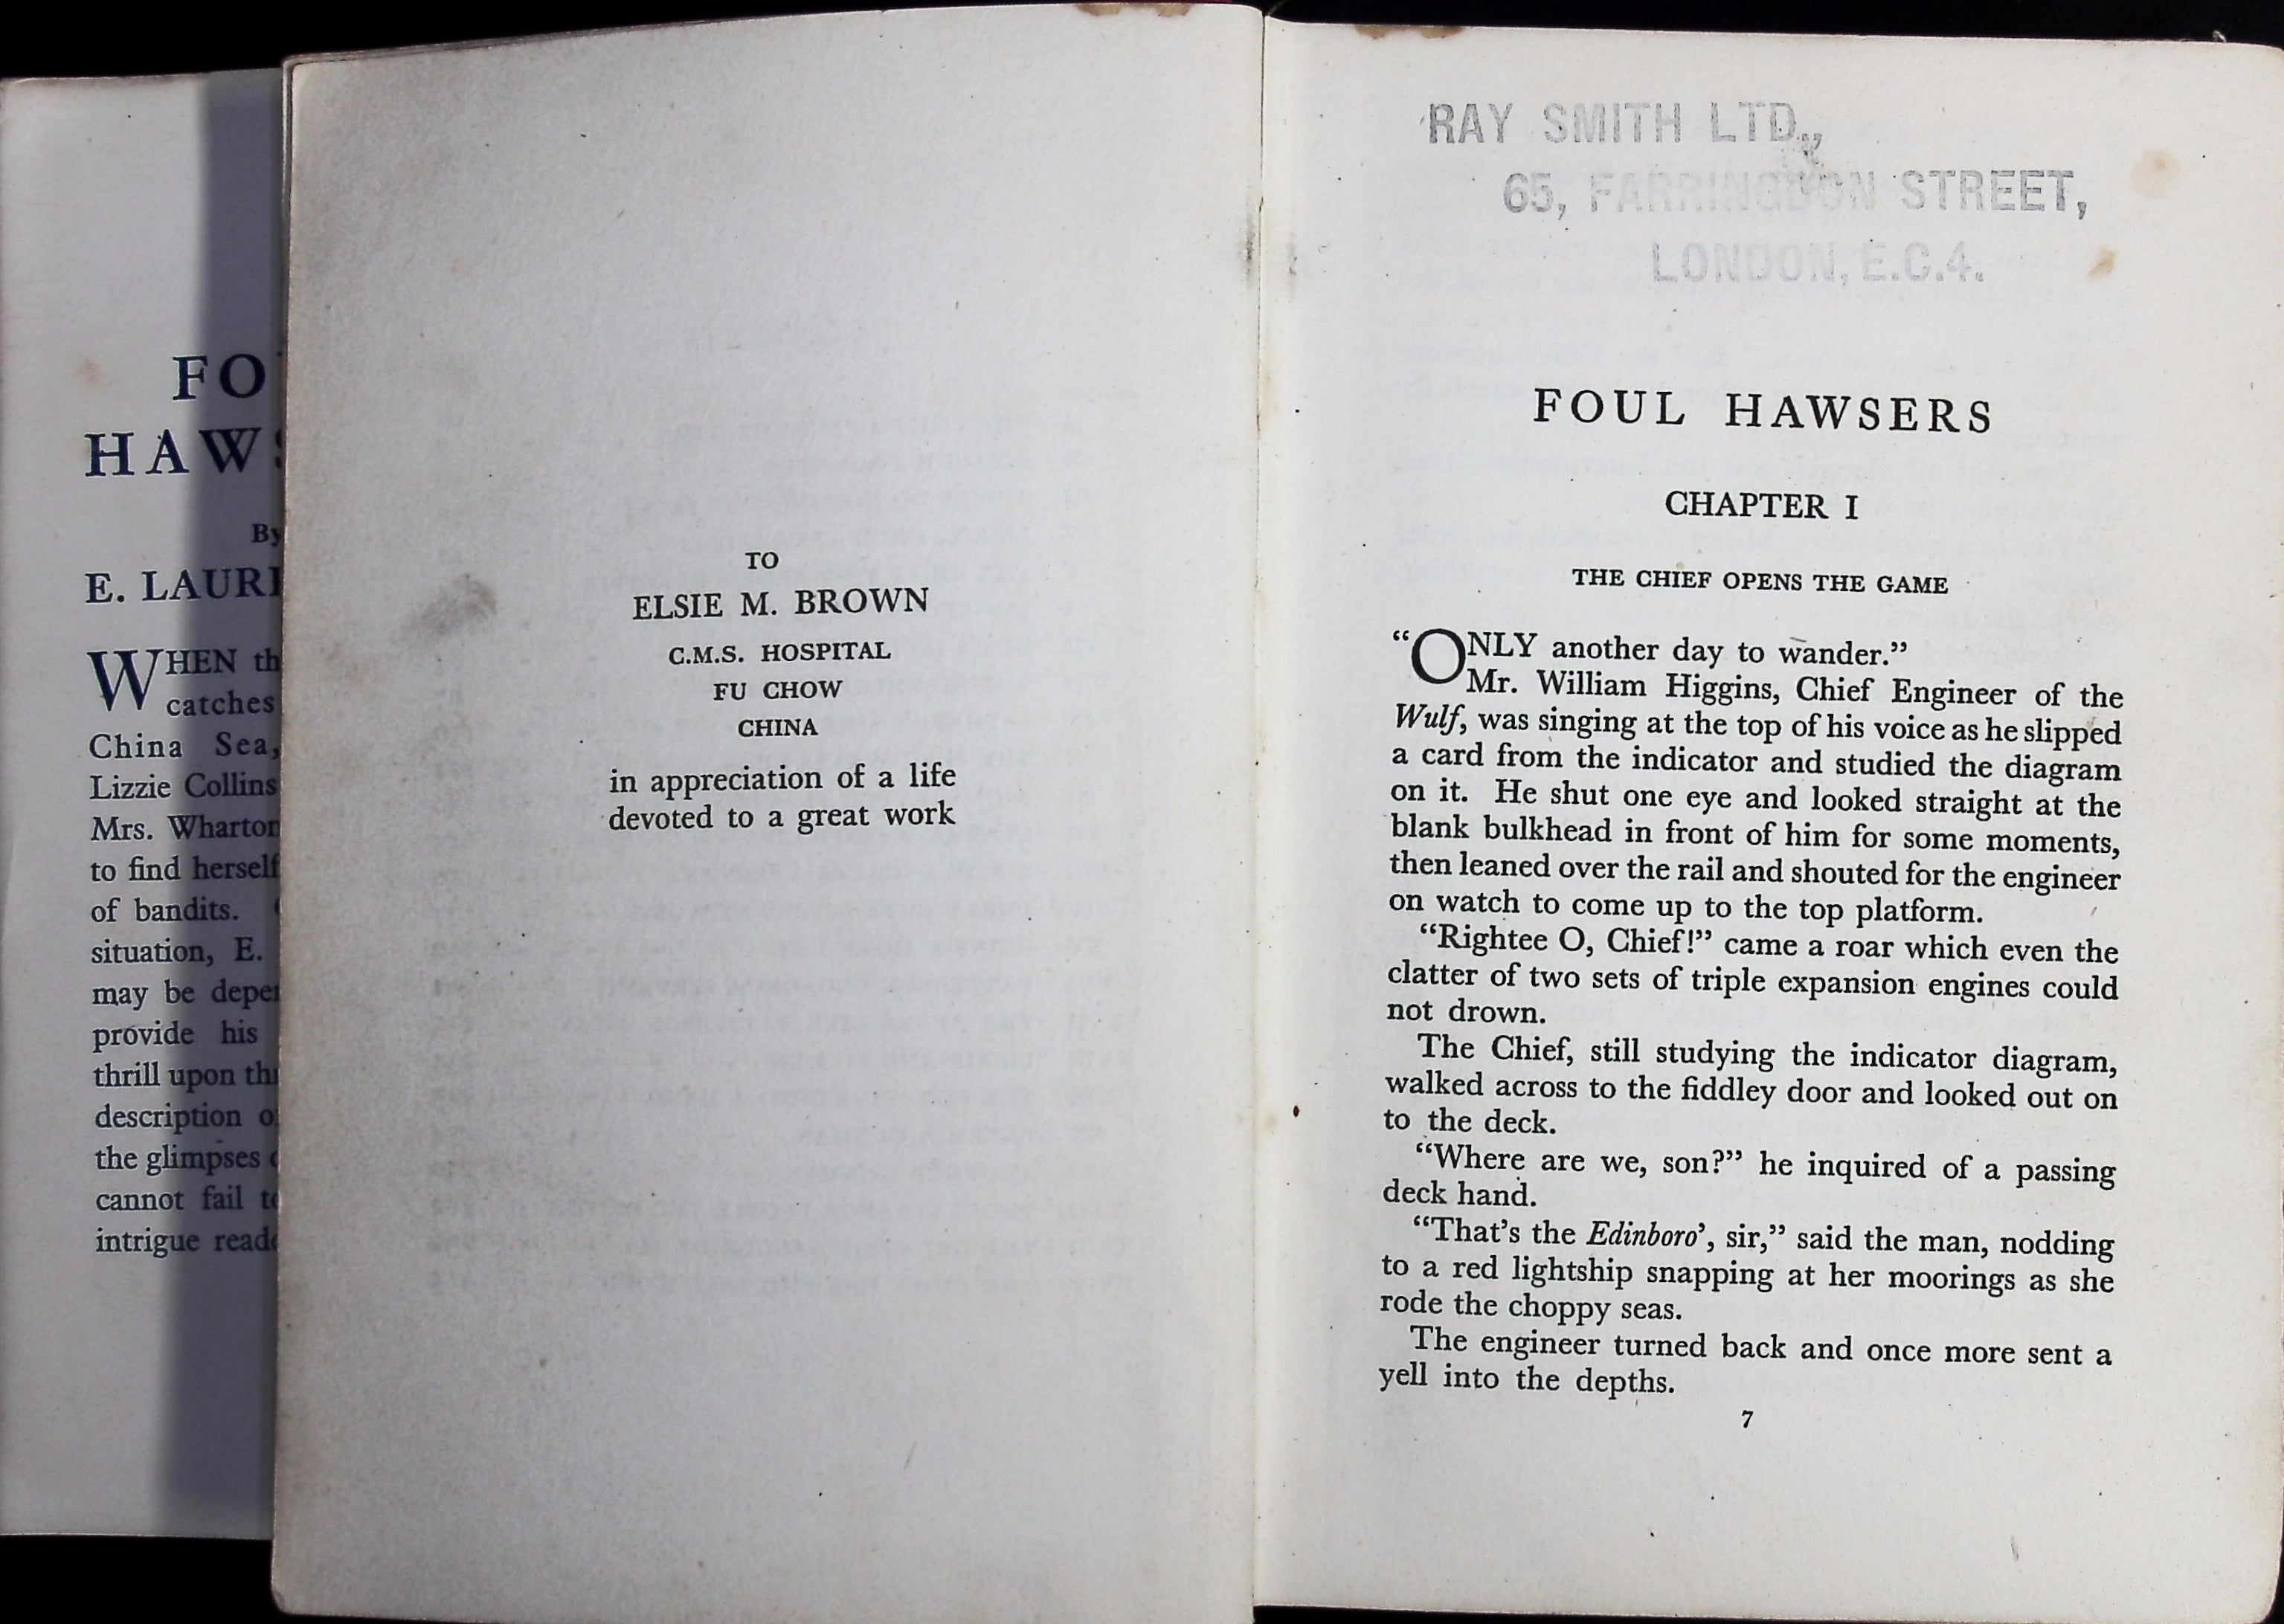 FO
HAWS
By
E. LAURI
WHEN th
catches
China Sea,
Lizzie Collins
Mrs. Wharton
to find herself
of bandits.
situation, E.
may be depen
provide his
thrill upon thr
description o
the glimpses
cannot fail to
intrigue reade
TO
ELSIE M. BROWN
C.M.S. HOSPITAL
FU CHOW
CHINA
in appreciation of a life
devoted to a great work
RAY SMITH LTD.,
65, FARRINGDON STREET,
LONDON, E.C.4.
FOUL HAWSERS
CHAPTER I
THE CHIEF OPENS THE GAME
“ONLY another day to wander.”
Mr. William Higgins, Chief Engineer of the
Wulf, was singing at the top of his voice as he slipped
a card from the indicator and studied the diagram
on it. He shut one eye and looked straight at the
blank bulkhead in front of him for some moments,
then leaned over the rail and shouted for the engineer
on watch to come up to the top platform.
“Rightee O, Chief!” came a roar which even the
clatter of two sets of triple expansion engines could
not drown.
The Chief, still studying the indicator diagram,
walked across to the fiddley door and looked out on
to the deck.
“Where are we, son?” he inquired of a passing
deck hand.
“That’s the Edinboro’, sir,” said the man, nodding
to a red lightship snapping at her moorings as she
rode the choppy seas.
The engineer turned back and once more sent a
yell into the depths.
7